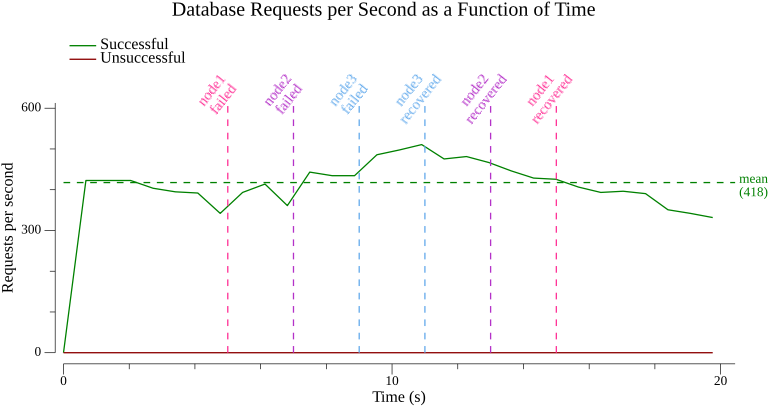 Database Requests per Second as a Function of Time
Successful
Unsuccessful
node1
failed
node2
failed
node3
failed
node3
recovered
node2
recovered
node1
recovered
600
300
0
Requests per second
mean
(418)
0
10
20
Time (s)